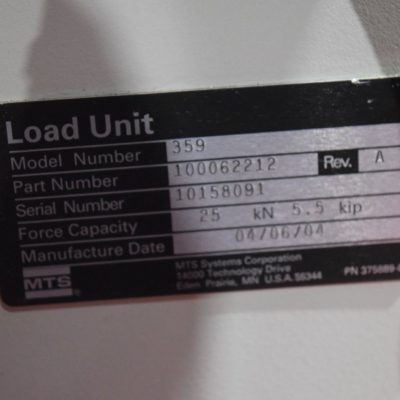 Load Unit
Model Number 359
Part Number 100062212 Rev. A
Serial Number 10158091
Force Capacity 25 kN 5.5 kip
Manufacture Date 04/06/04
MTS
MTS Systems Corporation
14000 Technology Drive
Eden Prairie, MN U.S.A. 55344